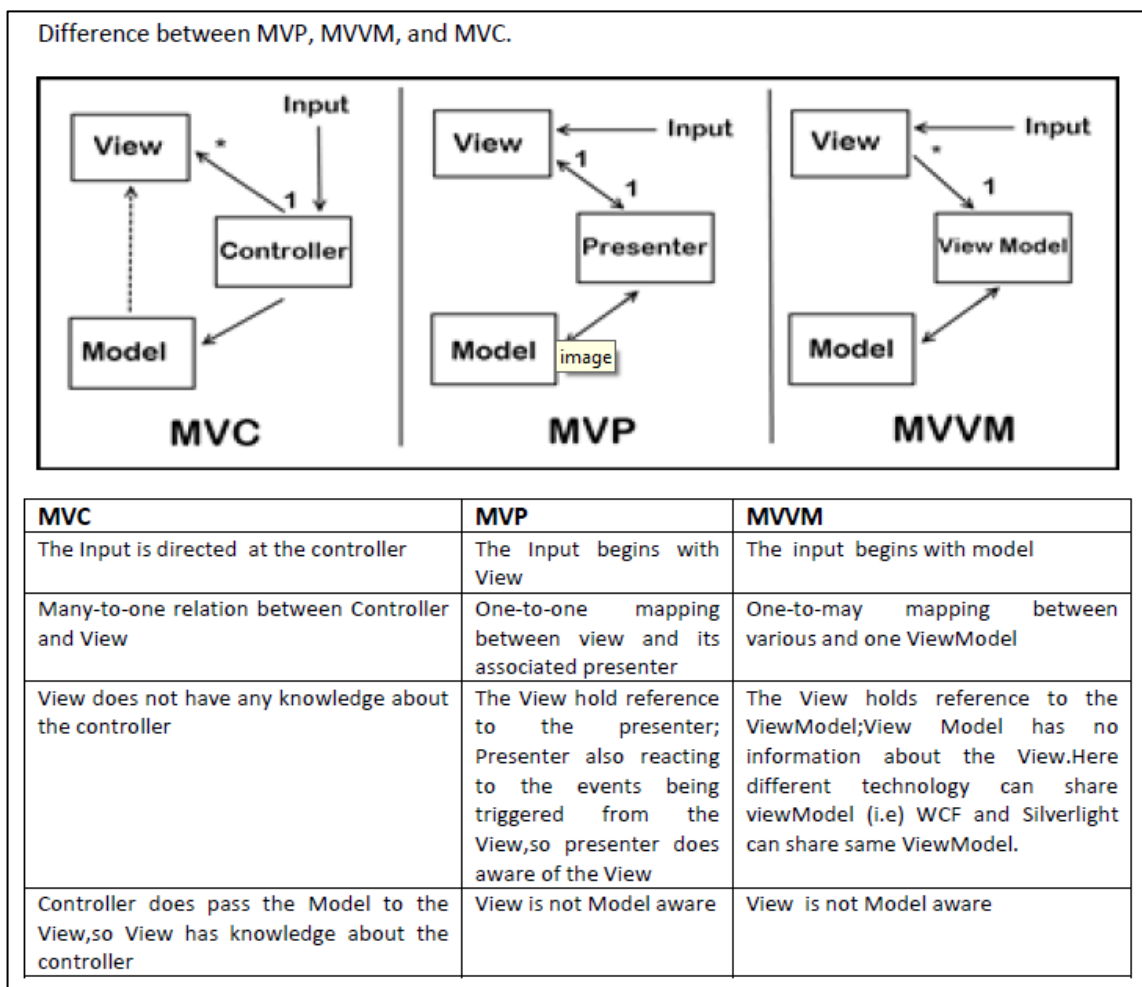 Difference between MVP, MVVM, and MVC.
Input
View
*
1
Controller
Model
MVC
View
Input
1
1
Presenter
Model
image
MVP
View
Input
*
1
View Model
Model
MVVM
MVC
MVP
MVVM
The Input is directed at the controller
The Input begins with
View
The input begins with model
Many-to-one relation between Controller
and View
One-to-one mapping
between view and its
associated presenter
One-to-may mapping between
various and one ViewModel
View does not have any knowledge about
the controller
The View hold reference
to the presenter;
Presenter also reacting
to the events being
triggered from the
View,so presenter does
aware of the View
The View holds reference to the
ViewModel;View Model has no
information about the View.Here
different technology can share
viewModel (i.e) WCF and Silverlight
can share same ViewModel.
Controller does pass the Model to the
View,so View has knowledge about the
controller
View is not Model aware
View is not Model aware